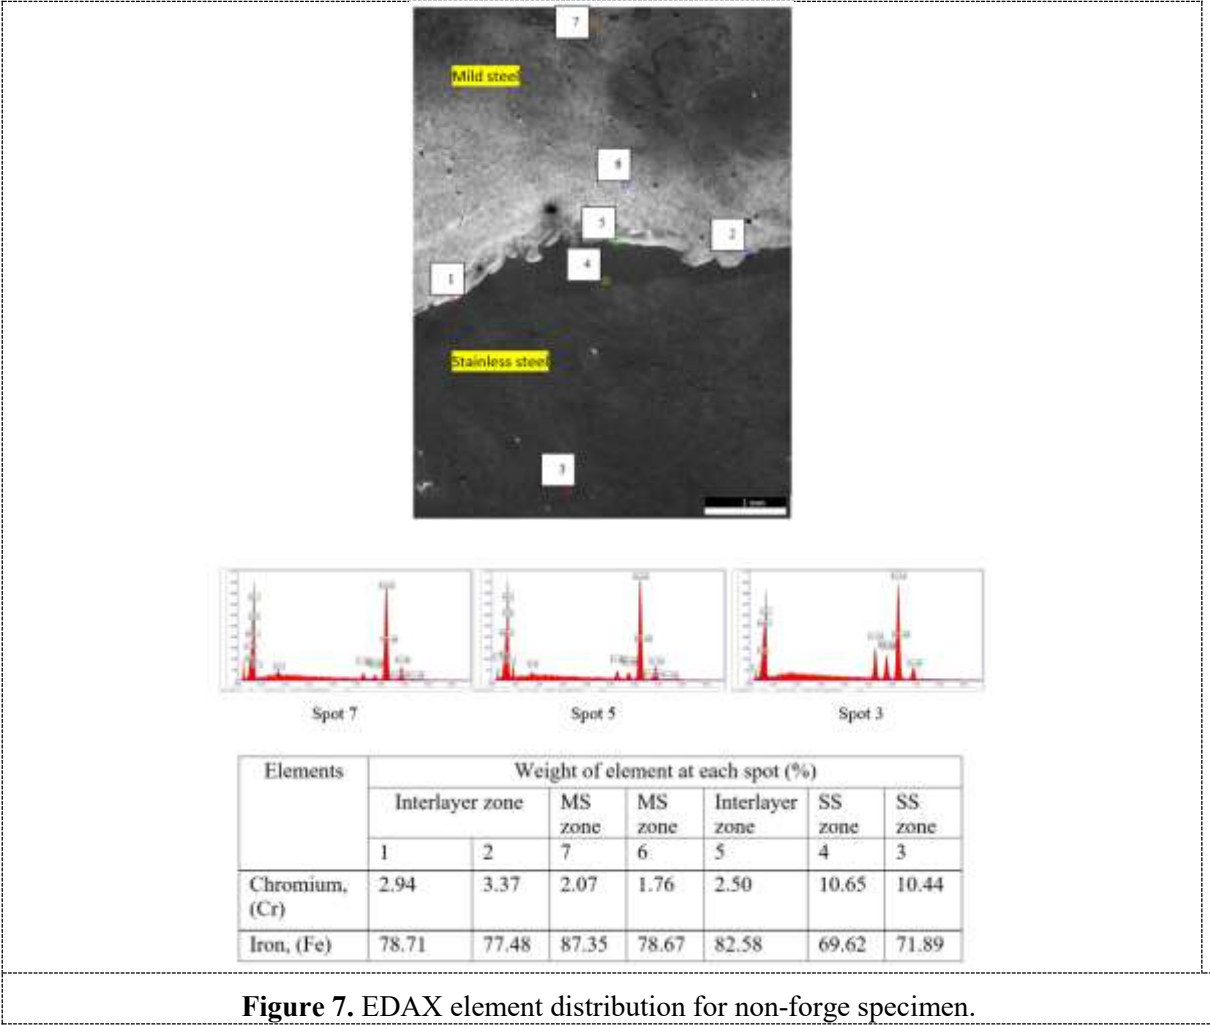 7
Mild steel
6
5
2
4
1
Stainless steel
3
1 mm
Spot 7 Spot 5 Spot 3
Elements Weight of element at each spot (%)
Interlayer zone MS zone MS zone Interlayer zone SS zone SS zone
1 2 7 6 5 4 3
Chromium, (Cr) 2.94 3.37 2.07 1.76 2.50 10.65 10.44
Iron, (Fe) 78.71 77.48 87.35 78.67 82.58 69.62 71.89
Figure 7. EDAX element distribution for non-forge specimen.